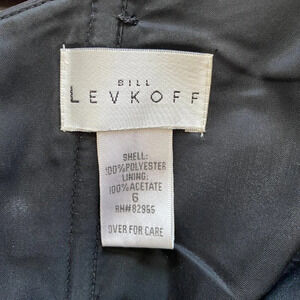 BILL
LEVKOFF
SHELL:
100%POLYESTER
LINING:
100%ACETATE
6
RN#82955
OVER FOR CARE